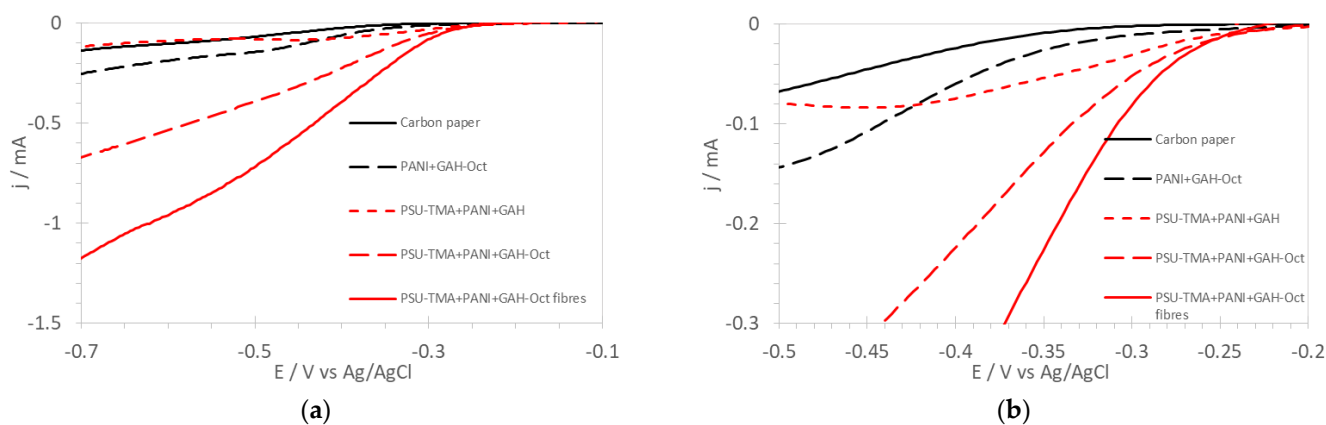 0
-0.5
-1
-1.5
j / mA
-0.7
-0.5
-0.3
-0.1
E / V vs Ag/AgCl
Carbon paper
PANI+GAH-Oct
PSU-TMA+PANI+GAH
PSU-TMA+PANI+GAH-Oct
PSU-TMA+PANI+GAH-Oct fibres
(a)
0
-0.1
-0.2
-0.3
j / mA
-0.5
-0.45
-0.4
-0.35
-0.3
-0.25
-0.2
E / V vs Ag/AgCl
Carbon paper
PANI+GAH-Oct
PSU-TMA+PANI+GAH
PSU-TMA+PANI+GAH-Oct
PSU-TMA+PANI+GAH-Oct
fibres
(b)